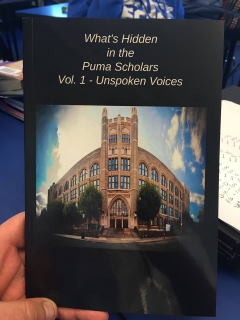 What's Hidden
in the
Puma Scholars
Vol. 1 - Unspoken Voices